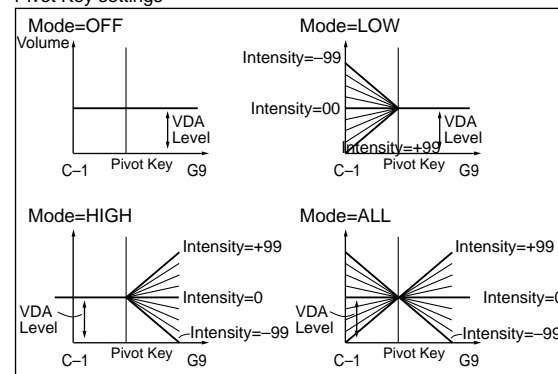 Pivot Key settings
Mode=OFF
Volume
VDA
Level
C–1 Pivot Key G9
Mode=LOW
Intensity=–99
Intensity=00
Intensity=+99
VDA
Level
C–1 Pivot Key G9
Mode=HIGH
Intensity=+99
Intensity=0
Intensity=–99
VDA
Level
C–1 Pivot Key G9
Mode=ALL
Intensity=+99
Intensity=0
Intensity=–99
VDA
Level
C–1 Pivot Key G9